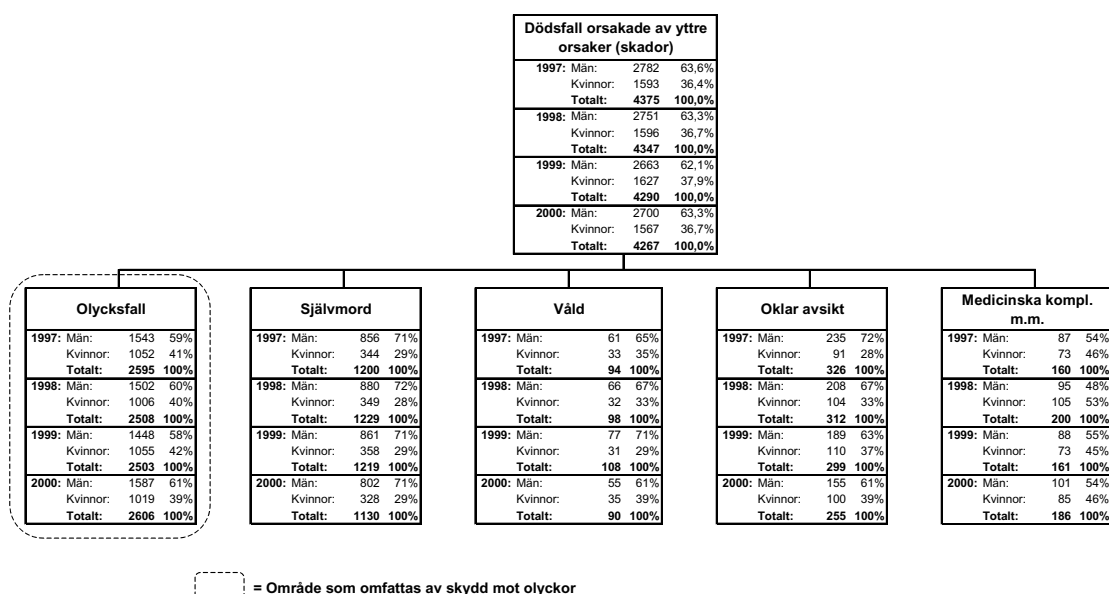 Dödsfall orsakade av yttre
orsaker (skador)
1997: Män: 2782 63,6%
Kvinnor: 1593 36,4%
Totalt: 4375 100,0%
1998: Män: 2751 63,3%
Kvinnor: 1596 36,7%
Totalt: 4347 100,0%
1999: Män: 2663 62,1%
Kvinnor: 1627 37,9%
Totalt: 4290 100,0%
2000: Män: 2700 63,3%
Kvinnor: 1567 36,7%
Totalt: 4267 100,0%
Olycksfall
1997: Män: 1543 59%
Kvinnor: 1052 41%
Totalt: 2595 100%
1998: Män: 1502 60%
Kvinnor: 1006 40%
Totalt: 2508 100%
1999: Män: 1448 58%
Kvinnor: 1055 42%
Totalt: 2503 100%
2000: Män: 1587 61%
Kvinnor: 1019 39%
Totalt: 2606 100%
Självmord
1997: Män: 856 71%
Kvinnor: 344 29%
Totalt: 1200 100%
1998: Män: 880 72%
Kvinnor: 349 28%
Totalt: 1229 100%
1999: Män: 861 71%
Kvinnor: 358 29%
Totalt: 1219 100%
2000: Män: 802 71%
Kvinnor: 328 29%
Totalt: 1130 100%
Våld
1997: Män: 61 65%
Kvinnor: 33 35%
Totalt: 94 100%
1998: Män: 66 67%
Kvinnor: 32 33%
Totalt: 98 100%
1999: Män: 77 71%
Kvinnor: 31 29%
Totalt: 108 100%
2000: Män: 55 61%
Kvinnor: 35 39%
Totalt: 90 100%
Oklar avsikt
1997: Män: 235 72%
Kvinnor: 91 28%
Totalt: 326 100%
1998: Män: 208 67%
Kvinnor: 104 33%
Totalt: 312 100%
1999: Män: 189 63%
Kvinnor: 110 37%
Totalt: 299 100%
2000: Män: 155 61%
Kvinnor: 100 39%
Totalt: 255 100%
Medicinska kompl.
m.m.
1997: Män: 87 54%
Kvinnor: 73 46%
Totalt: 160 100%
1998: Män: 95 48%
Kvinnor: 105 53%
Totalt: 200 100%
1999: Män: 88 55%
Kvinnor: 73 45%
Totalt: 161 100%
2000: Män: 101 54%
Kvinnor: 85 46%
Totalt: 186 100%
= Område som omfattas av skydd mot olyckor